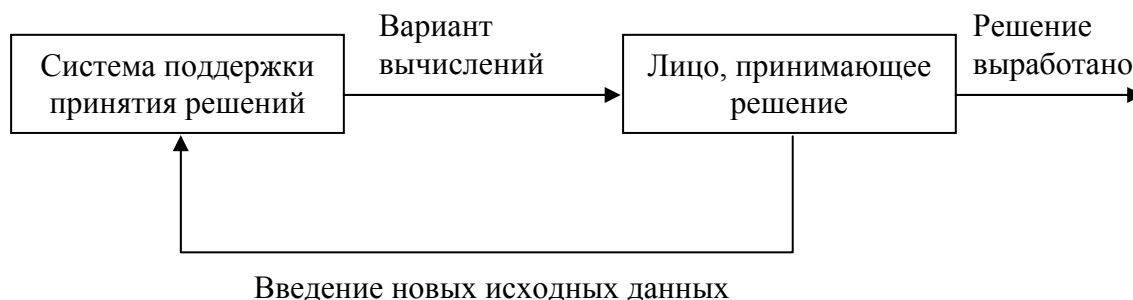 Система поддержки
принятия решений
Вариант
вычислений
Лицо, принимающее
решение
Решение
выработано
Введение новых исходных данных